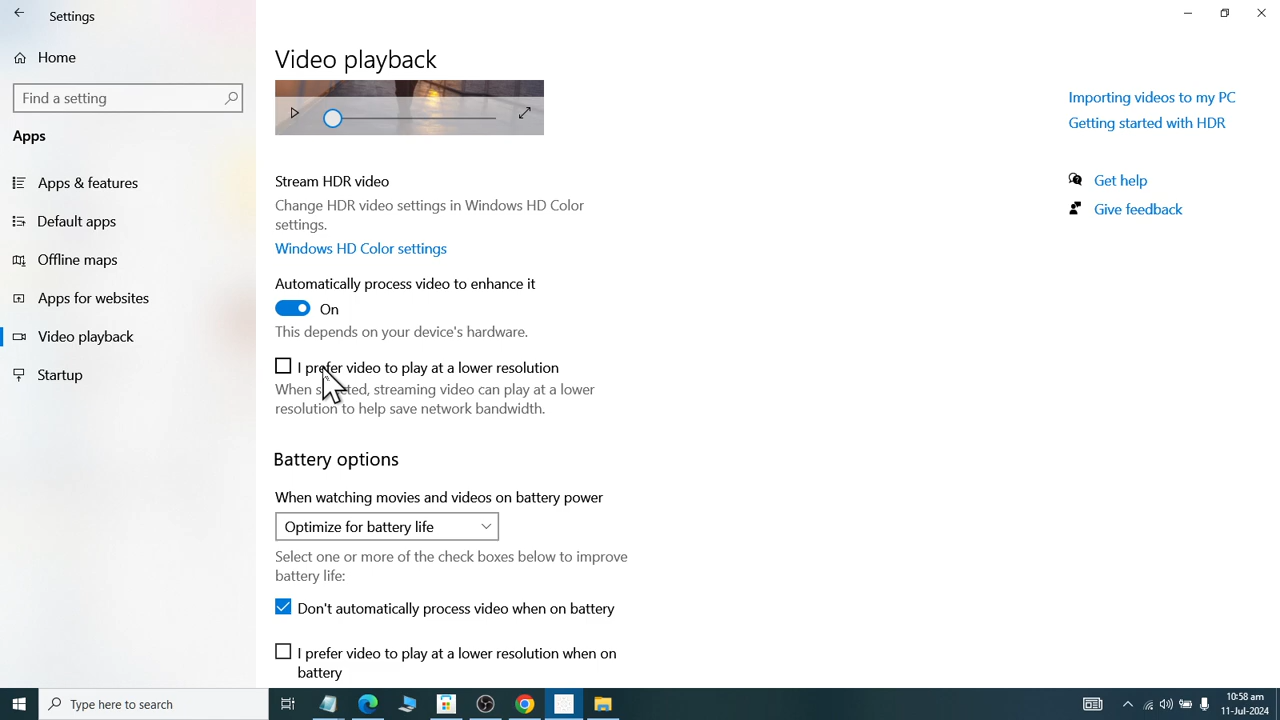 Settings
Home
Find a setting
Apps
Apps & features
Default apps
Offline maps
Apps for websites
Video playback
Startup
Video playback
Stream HDR video
Change HDR video settings in Windows HD Color
settings.
Windows HD Color settings
Automatically process video to enhance it
On
This depends on your device's hardware.
I prefer video to play at a lower resolution
When selected, streaming video can play at a lower
resolution to help save network bandwidth.
Battery options
When watching movies and videos on battery power
Optimize for battery life
Select one or more of the check boxes below to improve
battery life:
Don't automatically process video when on battery
I prefer video to play at a lower resolution when on
battery
Importing videos to my PC
Getting started with HDR
Get help
Give feedback
Type here to search
10:58 am
11-Jul-2024